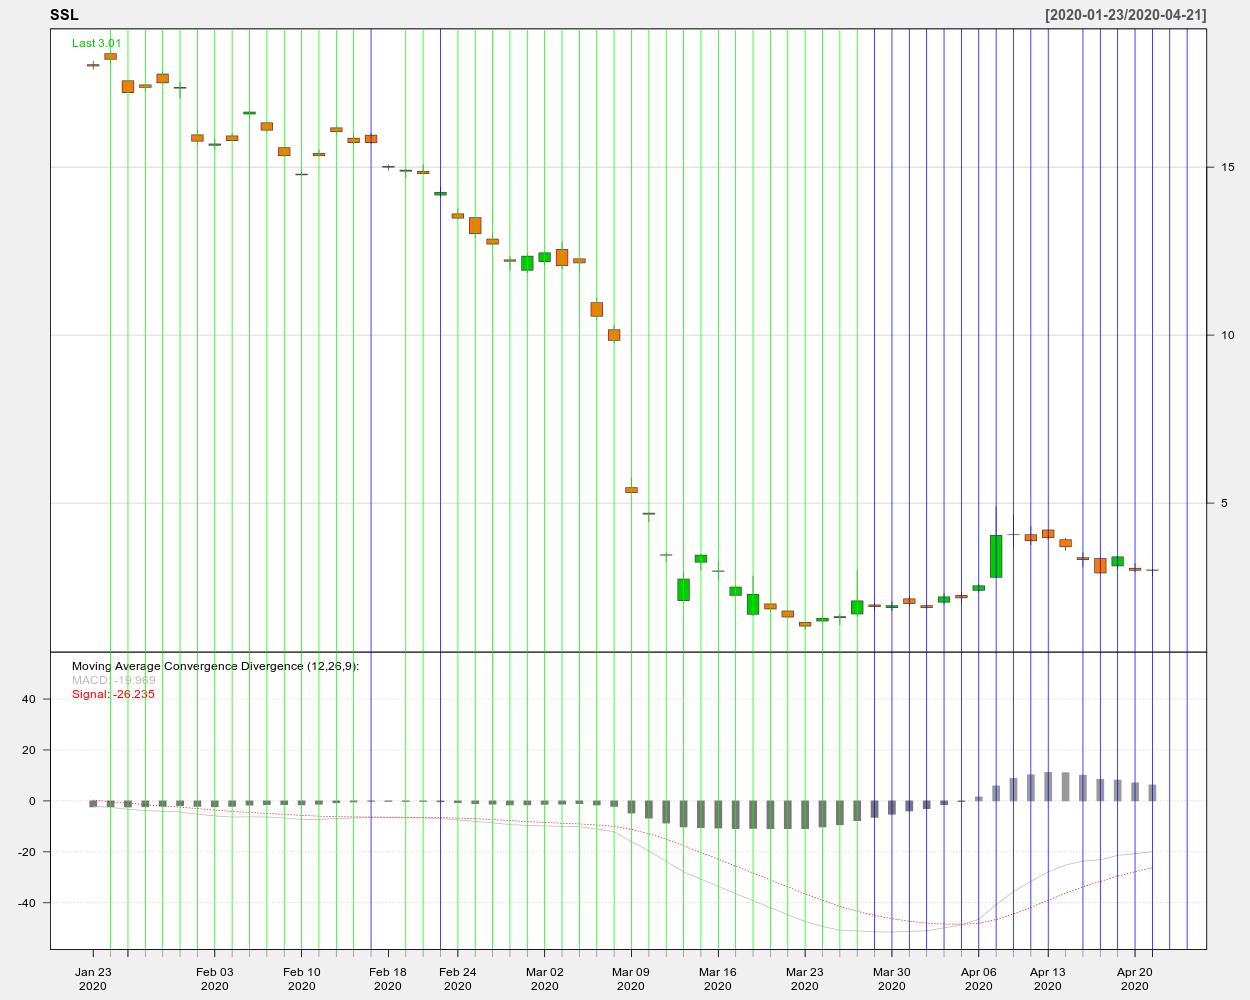 SSL [2020-01-23/2020-04-21]
Last 3.01
15
10
5
Moving Average Convergence Divergence (12,26,9):
MACD: -19.969
Signal: -26.235
40
20
0
-20
-40
Jan 23 Feb 03 Feb 10 Feb 18 Feb 24 Mar 02 Mar 09 Mar 16 Mar 23 Mar 30 Apr 06 Apr 13 Apr 20
2020 2020 2020 2020 2020 2020 2020 2020 2020 2020 2020 2020 2020